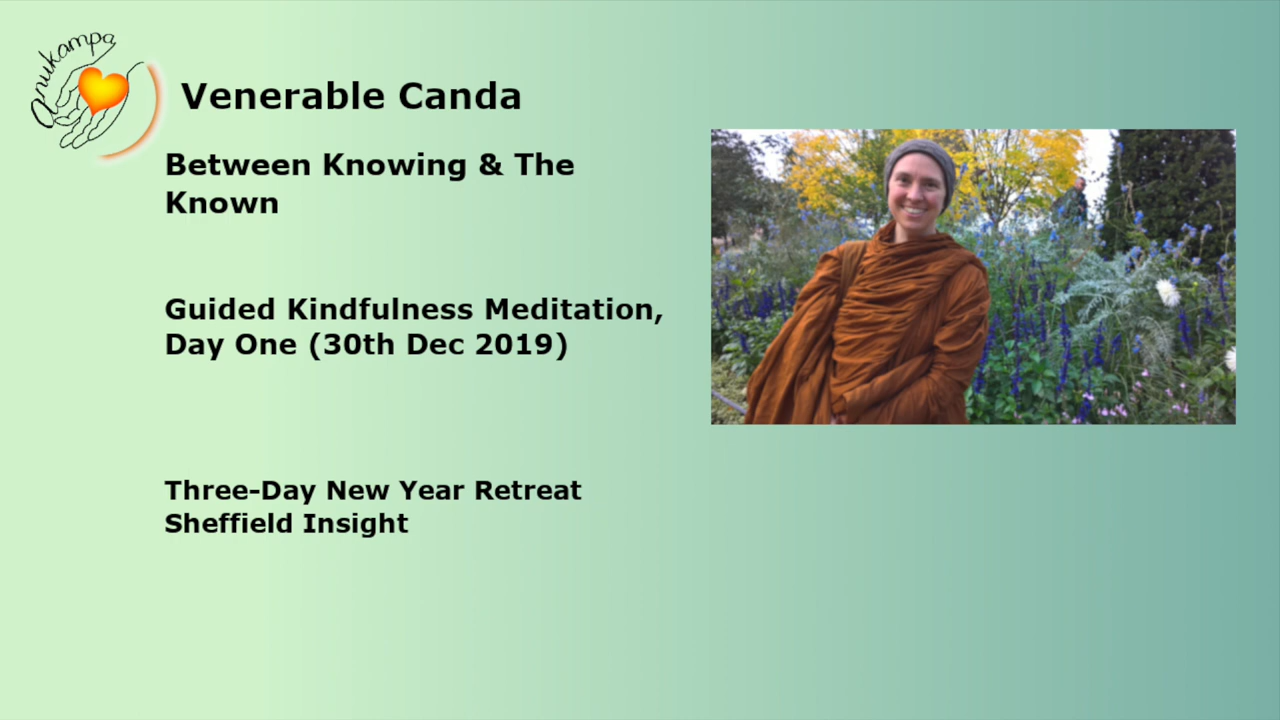 Anukampa
Venerable Canda
Between Knowing & The
Known
Guided Kindfulness Meditation,
Day One (30th Dec 2019)
Three-Day New Year Retreat
Sheffield Insight